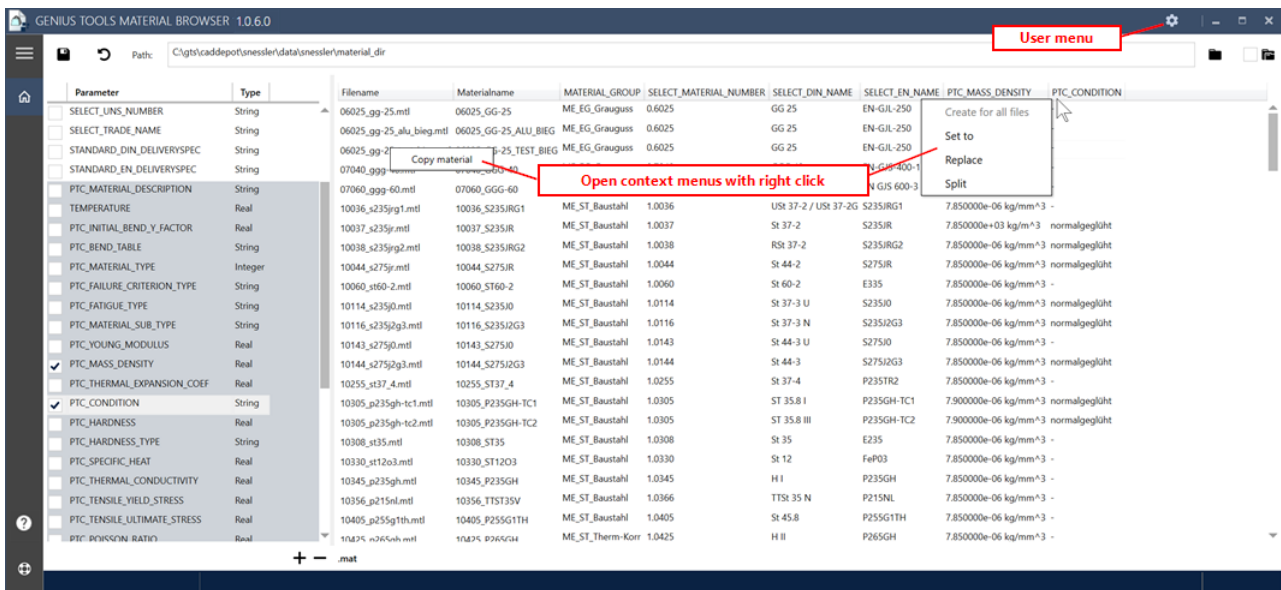 GENIUS TOOLS MATERIAL BROWSER 1.0.6.0
User menu
Path: C:\gts\caddepot\snessler\data\snessler\material_dir
Parameter Type Filename Materialname MATERIAL_GROUP SELECT_MATERIAL_NUMBER SELECT_DIN_NAME SELECT_EN_NAME PTC_MASS_DENSITY PTC_CONDITION
SELECT_UNS_NUMBER String 06025_gg-25.mtl 06025_GG-25 ME_EG_Grauguss 0.6025 GG 25 EN-GJL-250 Create for all files
SELECT_TRADE_NAME String 06025_gg-25_alu_bieg.mtl 06025_GG-25_ALU_BIEG ME_EG_Grauguss 0.6025 GG 25 EN-GJL-250 Set to
STANDARD_DIN_DELIVERYSPEC String 06025_gg-2 5-25_TEST_BIEG ME_EG_Grauguss 0.6025 GG 25 EN-GJL-250 Replace
Copy material
STANDARD_EN_DELIVERYSPEC String 07040_ggg
Open context menus with right click
PTC_MATERIAL_DESCRIPTION String 07060_ggg-60.mtl 07060_GGG-60 N GJS 600-3 Split
TEMPERATURE Real 10036_s235jrg1.mtl 10036_S235JRG1 ME_ST_Baustahl 1.0036 USt 37-2 / USt 37-2G S235JRG1 7.850000e-06 kg/mm^3 -
PTC_INITIAL_BEND_Y_FACTOR Real 10037_s235jr.mtl 10037_S235JR ME_ST_Baustahl 1.0037 St 37-2 S235JR 7.850000e+03 kg/m^3 normalgeglüht
PTC_BEND_TABLE String 10038_s235jrg2.mtl 10038_S235JRG2 ME_ST_Baustahl 1.0038 RSt 37-2 S235JRG2 7.850000e-06 kg/mm^3 normalgeglüht
PTC_MATERIAL_TYPE Integer 10044_s275jr.mtl 10044_S275JR ME_ST_Baustahl 1.0044 St 44-2 S275JR 7.850000e-06 kg/mm^3 normalgeglüht
PTC_FAILURE_CRITERION_TYPE String 10060_st60-2.mtl 10060_ST60-2 ME_ST_Baustahl 1.0060 St 60-2 E335 7.850000e-06 kg/mm^3 -
PTC_FATIGUE_TYPE String 10114_s235j0.mtl 10114_S235J0 ME_ST_Baustahl 1.0114 St 37-3 U S235J0 7.850000e-06 kg/mm^3 normalgeglüht
PTC_MATERIAL_SUB_TYPE String 10116_s235j2g3.mtl 10116_S235J2G3 ME_ST_Baustahl 1.0116 St 37-3 N S235J2G3 7.850000e-06 kg/mm^3 normalgeglüht
PTC_YOUNG_MODULUS Real 10143_s275j0.mtl 10143_S275J0 ME_ST_Baustahl 1.0143 St 44-3 U S275J0 7.850000e-06 kg/mm^3 -
PTC_MASS_DENSITY Real 10144_s275j2g3.mtl 10144_S275J2G3 ME_ST_Baustahl 1.0144 St 44-3 S275J2G3 7.850000e-06 kg/mm^3 normalgeglüht
PTC_THERMAL_EXPANSION_COEF Real 10255_st37_4.mtl 10255_ST37_4 ME_ST_Baustahl 1.0255 St 37-4 P235TR2 7.850000e-06 kg/mm^3 -
PTC_CONDITION String 10305_p235gh-tc1.mtl 10305_P235GH-TC1 ME_ST_Baustahl 1.0305 ST 35.8 I P235GH-TC1 7.900000e-06 kg/mm^3 normalgeglüht
PTC_HARDNESS Real 10305_p235gh-tc2.mtl 10305_P235GH-TC2 ME_ST_Baustahl 1.0305 ST 35.8 III P235GH-TC2 7.900000e-06 kg/mm^3 normalgeglüht
PTC_HARDNESS_TYPE String 10308_st35.mtl 10308_ST35 ME_ST_Baustahl 1.0308 St 35 E235 7.850000e-06 kg/mm^3 -
PTC_SPECIFIC_HEAT Real 10330_st12o3.mtl 10330_ST12O3 ME_ST_Baustahl 1.0330 St 12 FeP03 7.850000e-06 kg/mm^3 -
PTC_THERMAL_CONDUCTIVITY Real 10345_p235gh.mtl 10345_P235GH ME_ST_Baustahl 1.0345 H I P235GH 7.850000e-06 kg/mm^3 -
PTC_TENSILE_YIELD_STRESS Real 10356_p215nl.mtl 10356_TTST35V ME_ST_Baustahl 1.0366 TTSt 35 N P215NL 7.850000e-06 kg/mm^3 -
PTC_TENSILE_ULTIMATE_STRESS Real 10405_p255g1th.mtl 10405_P255G1TH ME_ST_Baustahl 1.0405 St 45.8 P255G1TH 7.850000e-06 kg/mm^3 -
PTC_POISSON_RATIO Real 10425_p265gh.mtl 10425_P265GH ME_ST_Therm-Korr 1.0425 H II P265GH 7.850000e-06 kg/mm^3 -
.mat